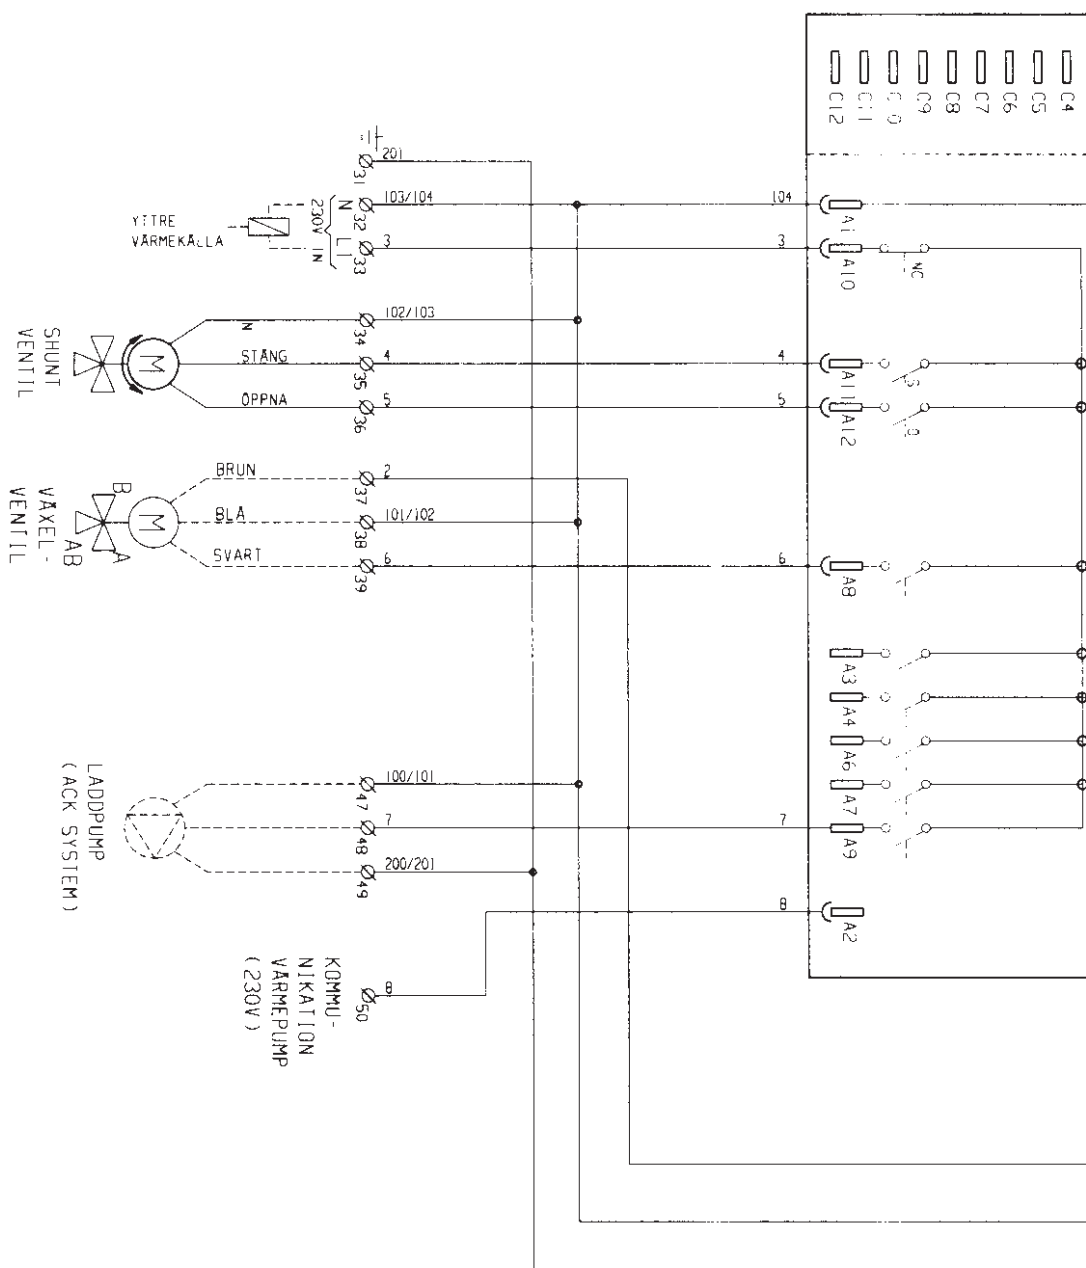 C4
C5
C6
C7
C8
C9
C10
C11
C12
201
31
103/104
N
32
230V IN
L1
3
33
YTTRE
VÄRMEKÄLLA
104
A1
3
A10
NC
102/103
34
N
STÄNG
4
35
ÖPPNA
5
36
M
SHUNT
VENTIL
4
A11
S
5
A12
Ö
BRUN
2
37
BLÅ
101/102
38
SVART
6
39
M
B
A
AB
VÄXEL-
VENTIL
6
A8
A3
A4
A6
A7
7
A9
100/101
47
7
48
200/201
49
LADDPUMP
(ACK SYSTEM)
8
A2
8
50
KOMMU-
NIKATION
VÄRMEPUMP
(230V)